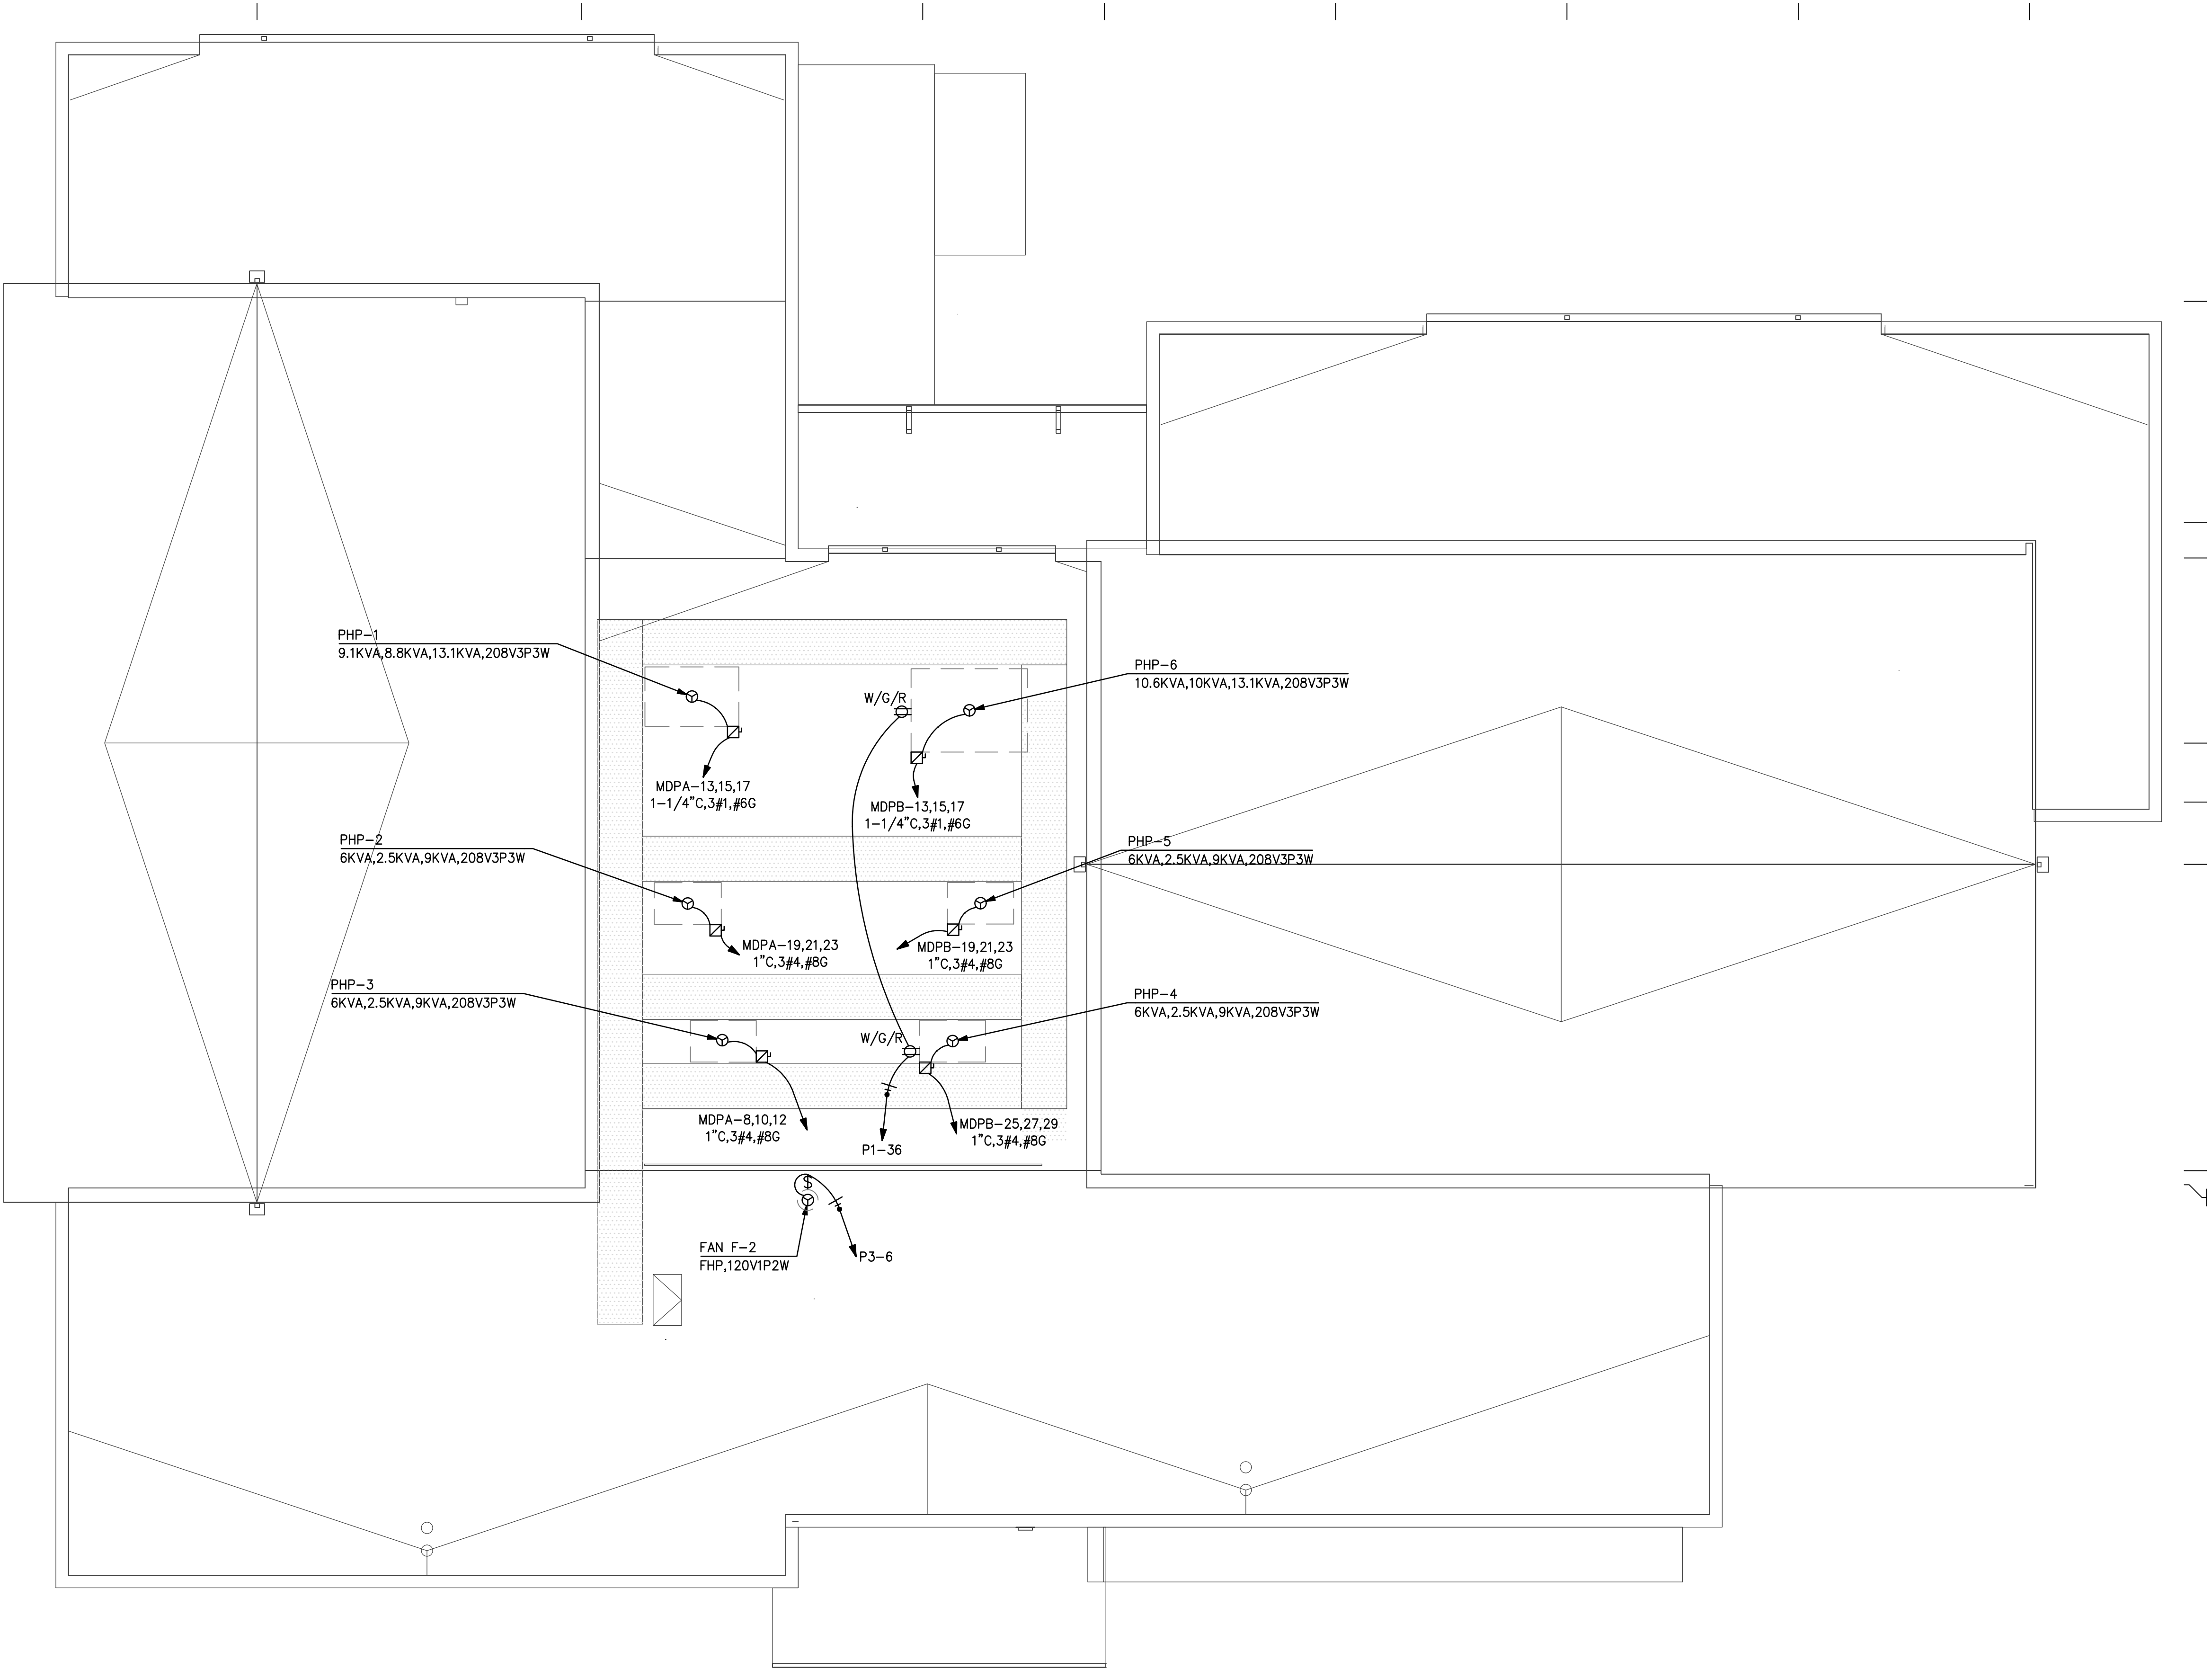 PHP-1
9.1KVA,8.8KVA,13.1KVA,208V3P3W
PHP-6
10.6KVA,10KVA,13.1KVA,208V3P3W
W/G/R
MDPA-13,15,17
1-1/4"C,3#1,#6G
MDPB-13,15,17
1-1/4"C,3#1,#6G
PHP-2
6KVA,2.5KVA,9KVA,208V3P3W
PHP-5
6KVA,2.5KVA,9KVA,208V3P3W
MDPA-19,21,23
1"C,3#4,#8G
MDPB-19,21,23
1"C,3#4,#8G
PHP-3
6KVA,2.5KVA,9KVA,208V3P3W
PHP-4
6KVA,2.5KVA,9KVA,208V3P3W
W/G/R
MDPA-8,10,12
1"C,3#4,#8G
P1-36
MDPB-25,27,29
1"C,3#4,#8G
$
FAN F-2
FHP,120V1P2W
P3-6